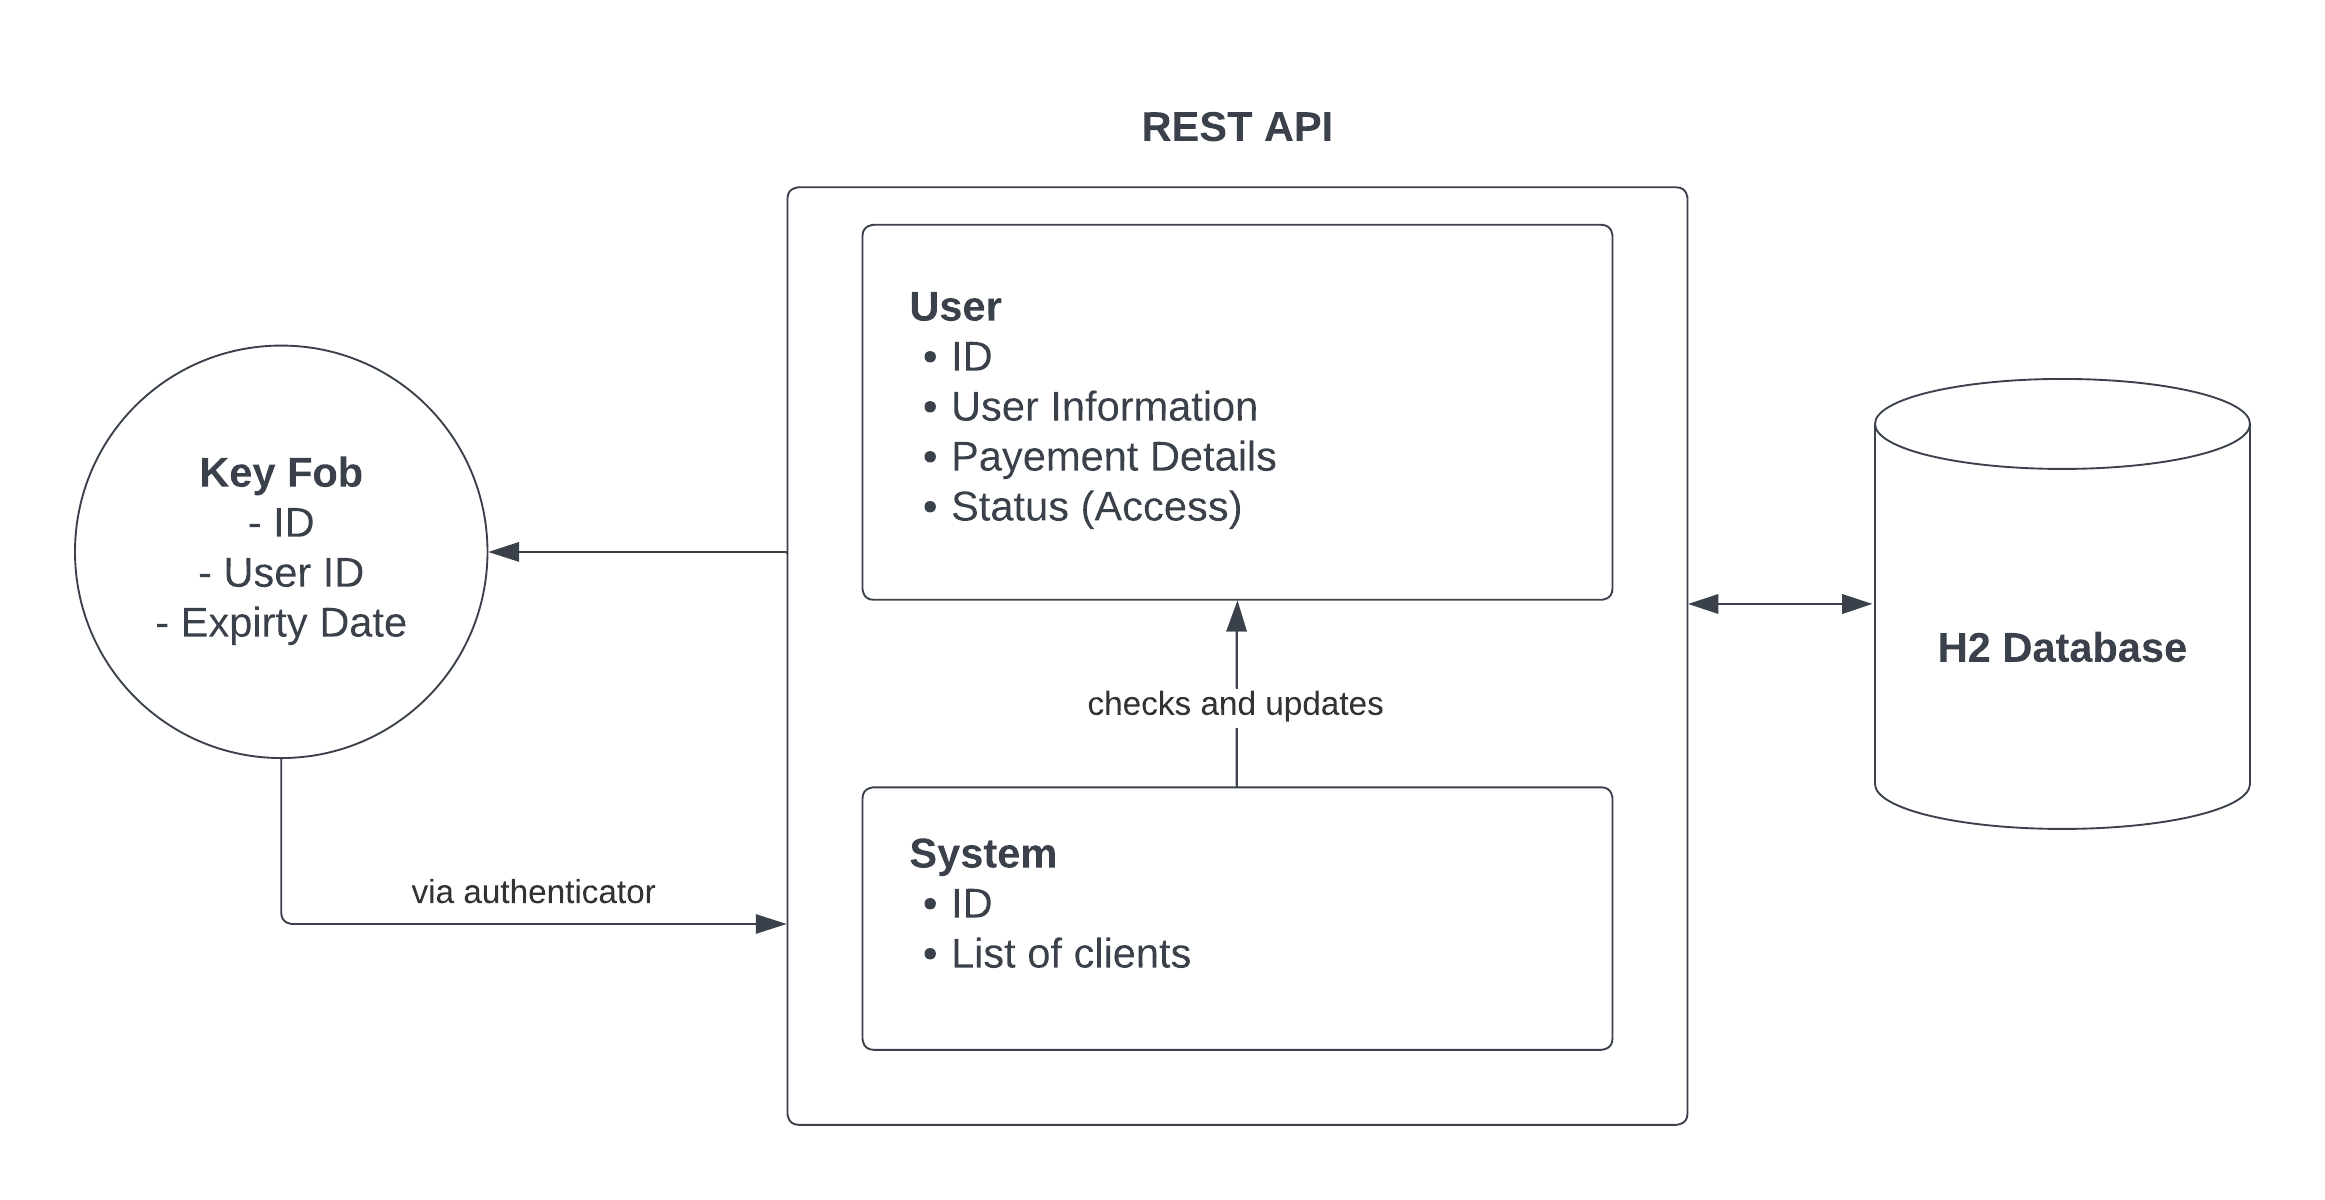 REST API
User
• ID
• User Information
• Payement Details
• Status (Access)
Key Fob
- ID
- User ID
- Expirty Date
H2 Database
checks and updates
System
• ID
• List of clients
via authenticator